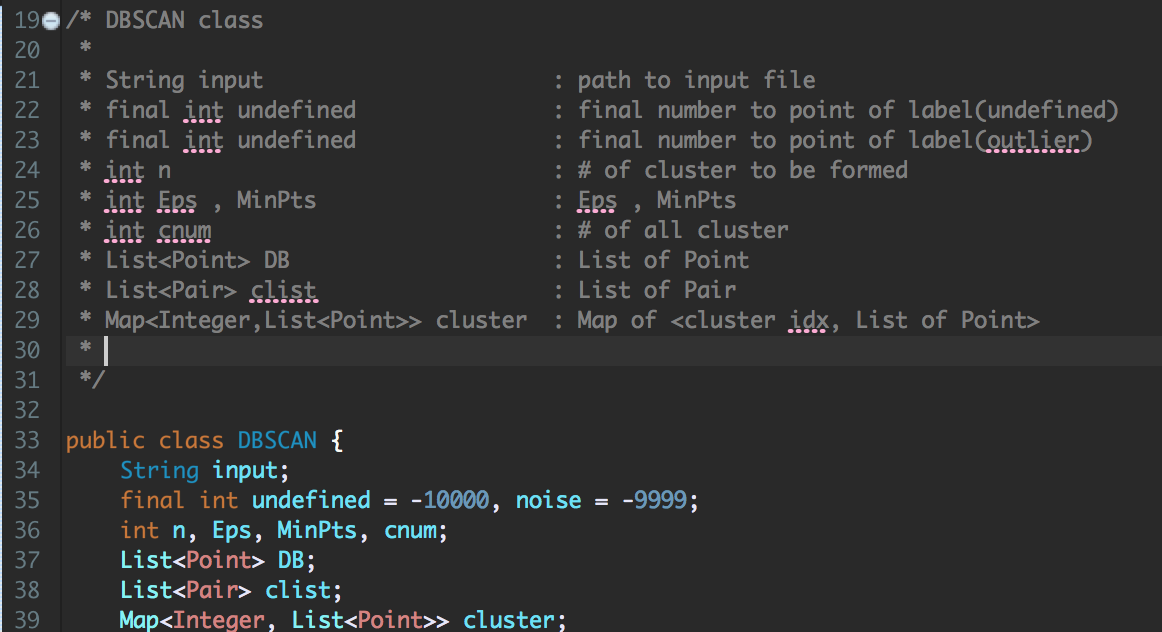 19 /* DBSCAN class
20  *
21  * String input                      : path to input file
22  * final int undefined               : final number to point of label(undefined)
23  * final int undefined               : final number to point of label(outlier)
24  * int n                             : # of cluster to be formed
25  * int Eps , MinPts                  : Eps , MinPts
26  * int cnum                          : # of all cluster
27  * List<Point> DB                    : List of Point
28  * List<Pair> clist                  : List of Pair
29  * Map<Integer,List<Point>> cluster  : Map of <cluster idx, List of Point>
30  *
31  */
32
33 public class DBSCAN {
34     String input;
35     final int undefined = -10000, noise = -9999;
36     int n, Eps, MinPts, cnum;
37     List<Point> DB;
38     List<Pair> clist;
39     Map<Integer, List<Point>> cluster;